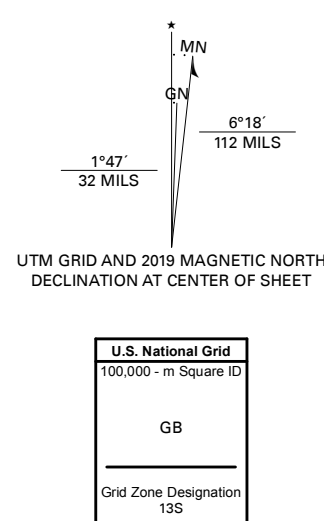 MN
GN
6°18´
112 MILS
1°47´
32 MILS
UTM GRID AND 2019 MAGNETIC NORTH
DECLINATION AT CENTER OF SHEET
U.S. National Grid
100,000 - m Square ID
GB
Grid Zone Designation
13S